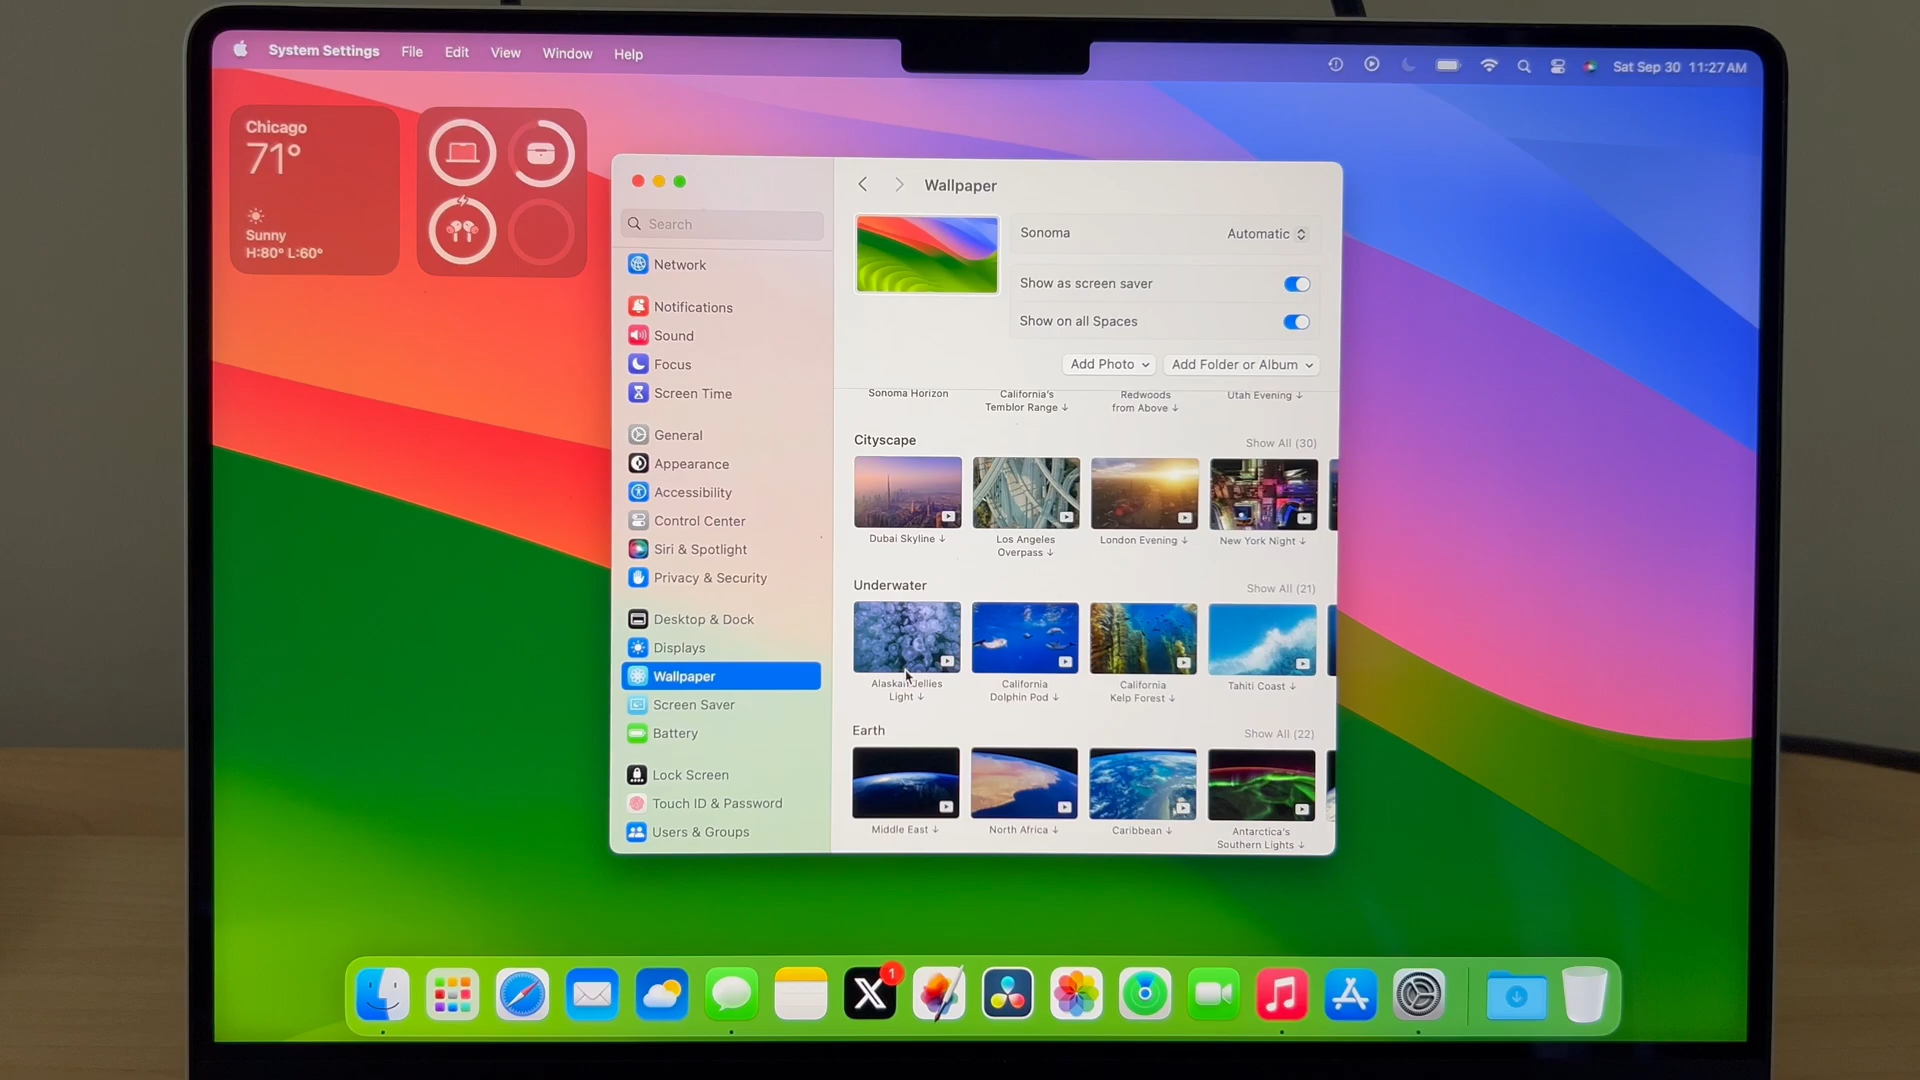 System Settings File Edit View Window Help
Sat Sep 30 11:27 AM
Chicago
71°
Sunny
H:80° L:60°
Search
Network
Notifications
Sound
Focus
Screen Time
General
Appearance
Accessibility
Control Center
Siri & Spotlight
Privacy & Security
Desktop & Dock
Displays
Wallpaper
Screen Saver
Battery
Lock Screen
Touch ID & Password
Users & Groups
Wallpaper
Sonoma Automatic
Show as screen saver
Show on all Spaces
Add Photo Add Folder or Album
Sonoma Horizon
California's
Temblor Range ↓
Redwoods
from Above ↓
Utah Evening ↓
Cityscape Show All (30)
Dubai Skyline ↓
Los Angeles
Overpass ↓
London Evening ↓
New York Night ↓
Underwater Show All (21)
Alaskan Jellies
Light ↓
California
Dolphin Pod ↓
California
Kelp Forest ↓
Tahiti Coast ↓
Earth Show All (22)
Middle East ↓
North Africa ↓
Caribbean ↓
Antarctica's
Southern Lights ↓
X
1